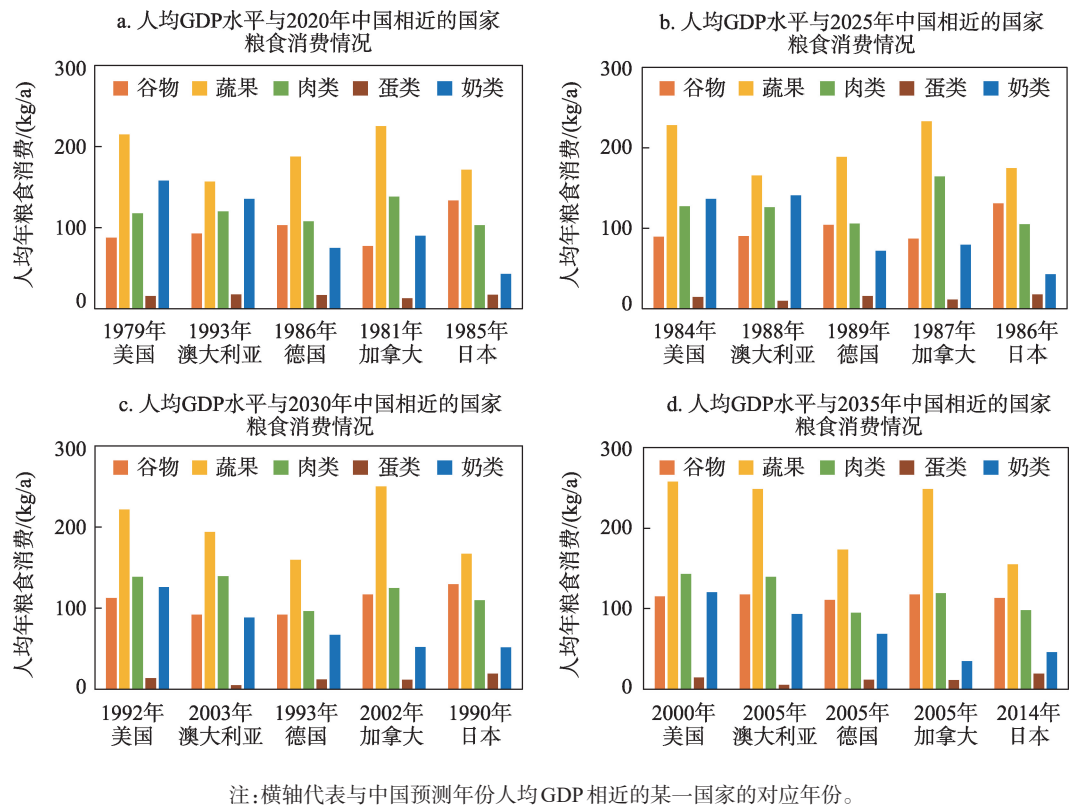 a. 人均GDP水平与2020年中国相近的国家
粮食消费情况
人均年粮食消费/(kg/a)
300
200
100
0
谷物 蔬果 肉类 蛋类 奶类
1979年 1993年 1986年 1981年 1985年
美国 澳大利亚 德国 加拿大 日本
b. 人均GDP水平与2025年中国相近的国家
粮食消费情况
人均年粮食消费/(kg/a)
300
200
100
0
谷物 蔬果 肉类 蛋类 奶类
1984年 1988年 1989年 1987年 1986年
美国 澳大利亚 德国 加拿大 日本
c. 人均GDP水平与2030年中国相近的国家
粮食消费情况
人均年粮食消费/(kg/a)
300
200
100
0
谷物 蔬果 肉类 蛋类 奶类
1992年 2003年 1993年 2002年 1990年
美国 澳大利亚 德国 加拿大 日本
d. 人均GDP水平与2035年中国相近的国家
粮食消费情况
人均年粮食消费/(kg/a)
300
200
100
0
谷物 蔬果 肉类 蛋类 奶类
2000年 2005年 2005年 2005年 2014年
美国 澳大利亚 德国 加拿大 日本
注:横轴代表与中国预测年份人均GDP相近的某一国家的对应年份。